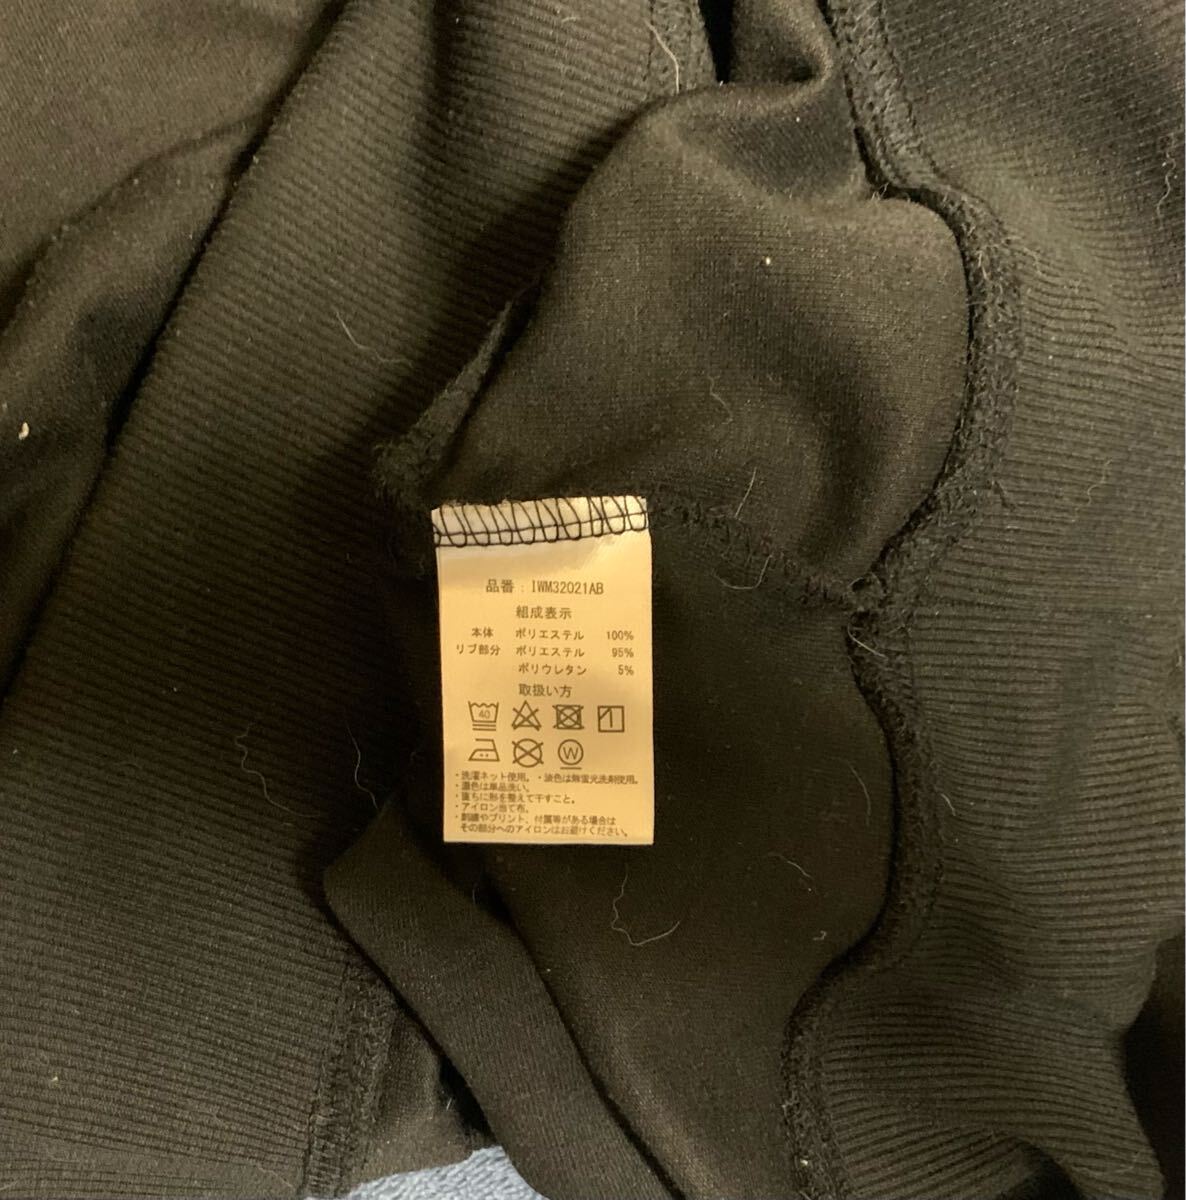 品番：IWM32021AB
組成表示
本体 ポリエステル 100%
リブ部分 ポリエステル 95%
ポリウレタン 5%
取扱い方
40
W
・洗濯ネット使用。・淡色は無蛍光洗剤使用。
・濃色は単品洗い。
・直ちに形を整えて干すこと。
・アイロン当て布。
・刺繍やプリント、付属等がある場合は
その部分へのアイロンはお避けください。